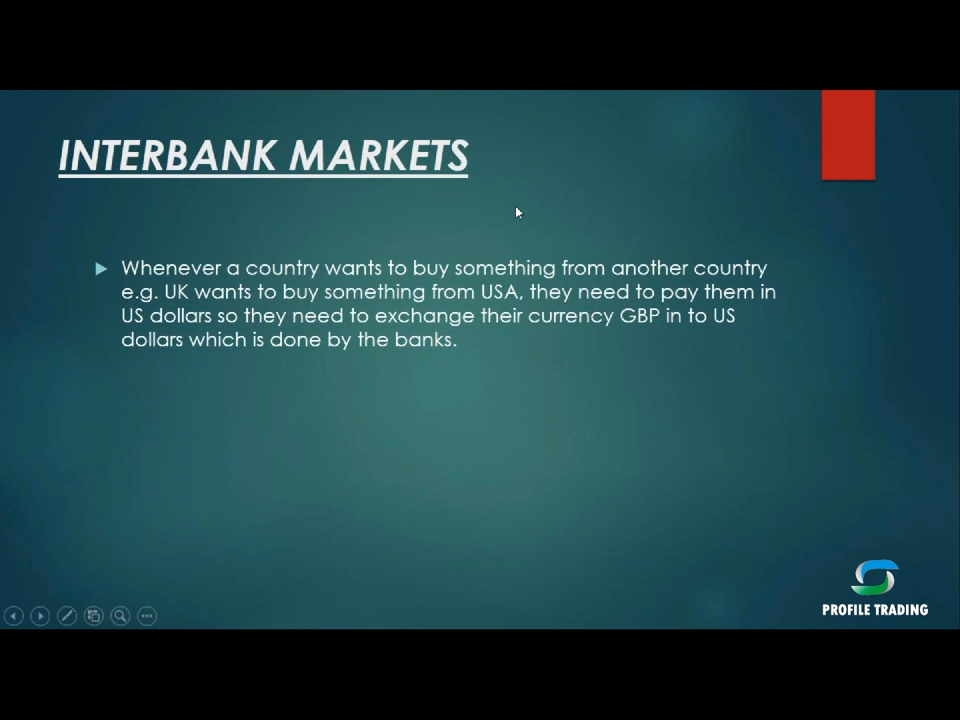 INTERBANK MARKETS
Whenever a country wants to buy something from another country
e.g. UK wants to buy something from USA, they need to pay them in
US dollars so they need to exchange their currency GBP in to US
dollars which is done by the banks.
PROFILE TRADING